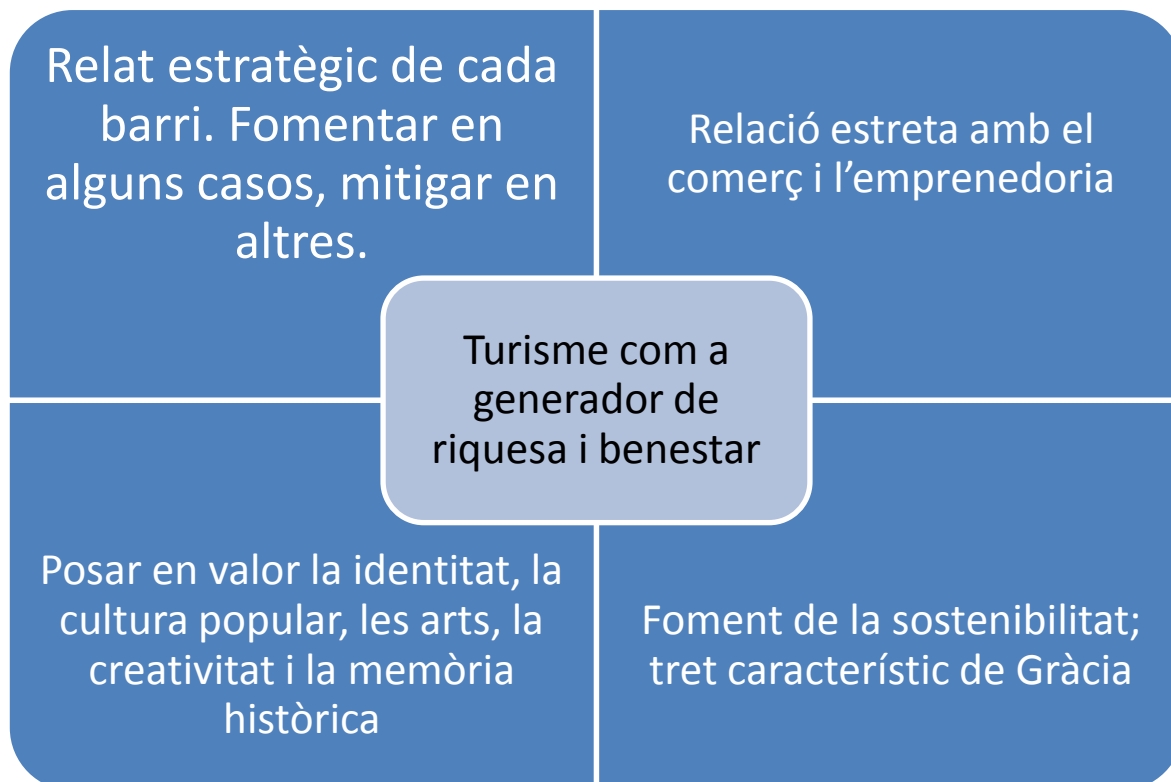 Relat estratègic de cada
barri. Fomentar en
alguns casos, mitigar en
altres.
Relació estreta amb el
comerç i l’emprenedoria
Turisme com a
generador de
riquesa i benestar
Posar en valor la identitat, la
cultura popular, les arts, la
creativitat i la memòria
històrica
Foment de la sostenibilitat;
tret característic de Gràcia